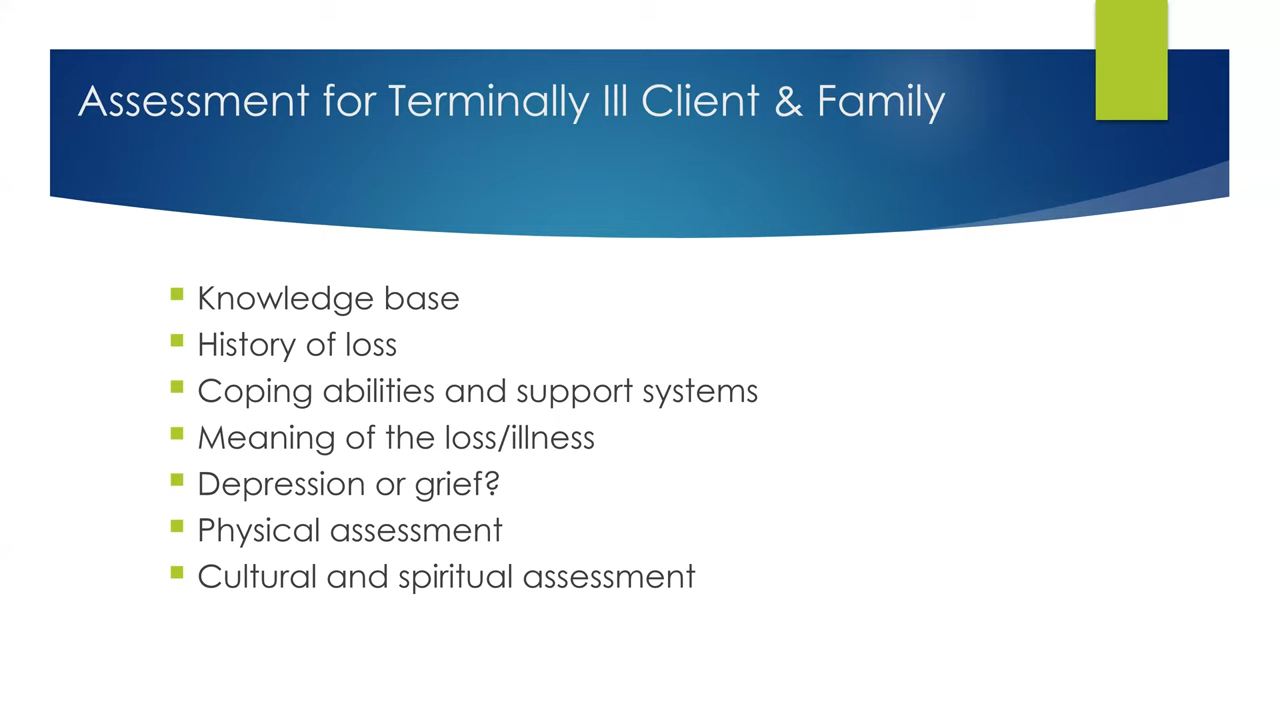 Assessment for Terminally Ill Client & Family
Knowledge base
History of loss
Coping abilities and support systems
Meaning of the loss/illness
Depression or grief?
Physical assessment
Cultural and spiritual assessment